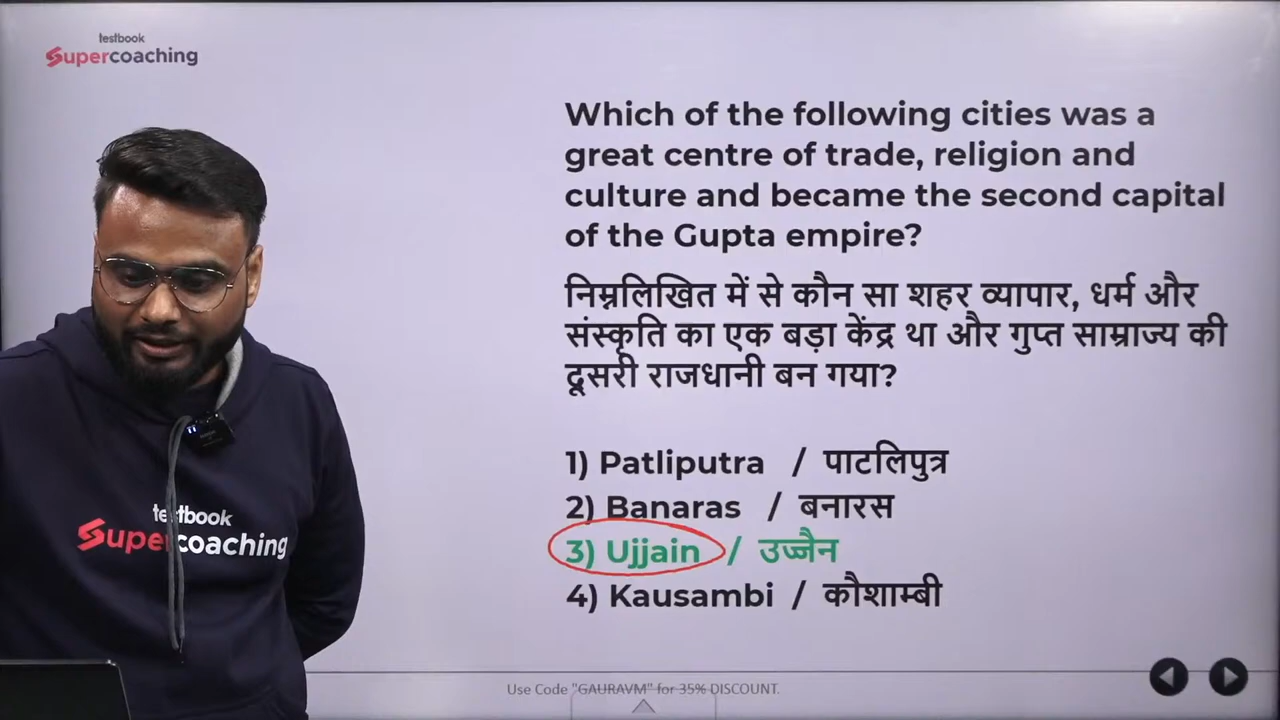 testbook
Supercoaching
Which of the following cities was a
great centre of trade, religion and
culture and became the second capital
of the Gupta empire?
निम्नलिखित में से कौन सा शहर व्यापार, धर्म और
संस्कृति का एक बड़ा केंद्र था और गुप्त साम्राज्य की
दूसरी राजधानी बन गया?
1) Patliputra / पाटलिपुत्र
2) Banaras / बनारस
3) Ujjain / उज्जैन
4) Kausambi / कौशाम्बी
testbook
Supercoaching
Use Code "GAURAVM" for 35% DISCOUNT.